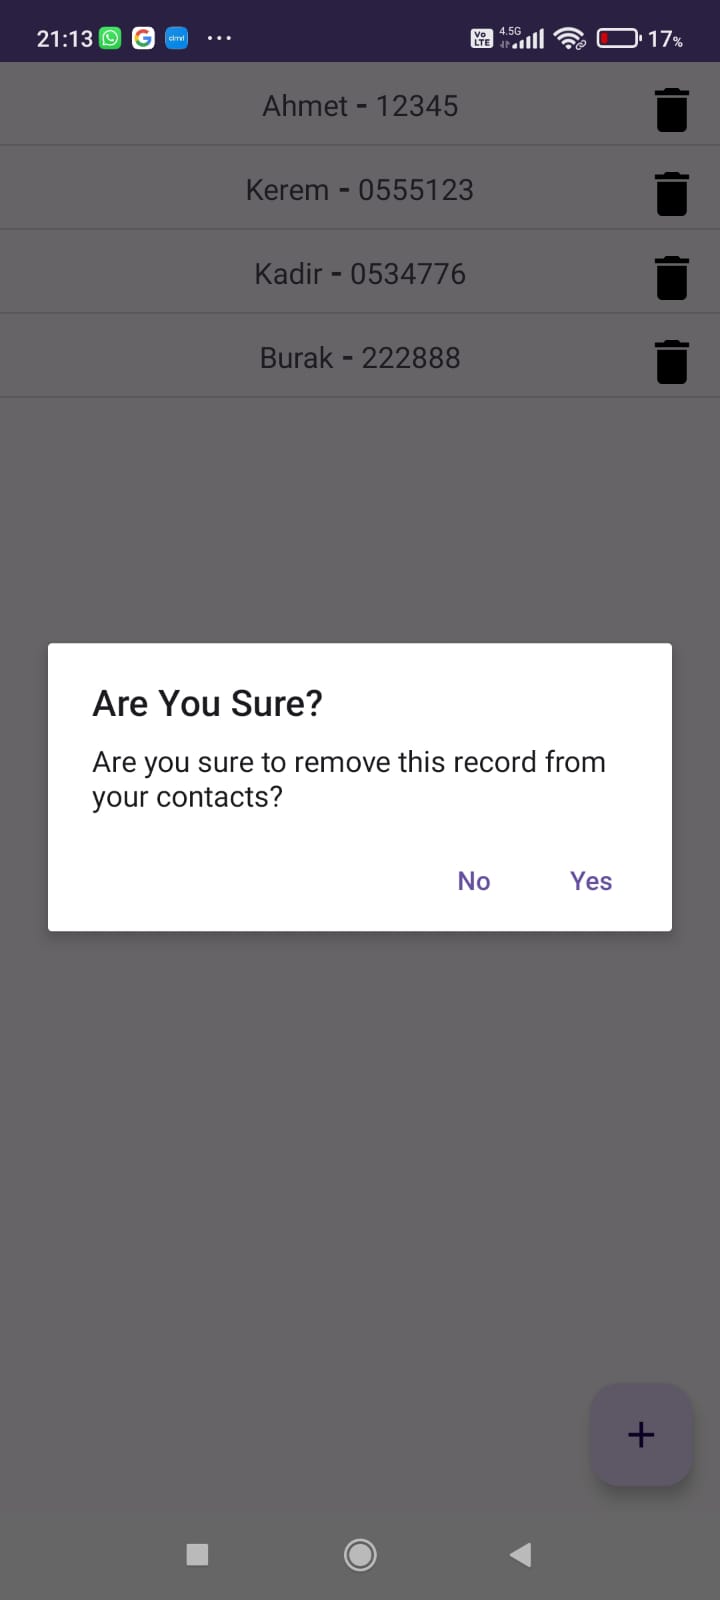 21:13 dmrl ... Vo LTE 4.5G 17%
Ahmet - 12345
Kerem - 0555123
Kadir - 0534776
Burak - 222888
Are You Sure?
Are you sure to remove this record from
your contacts?
No Yes
+